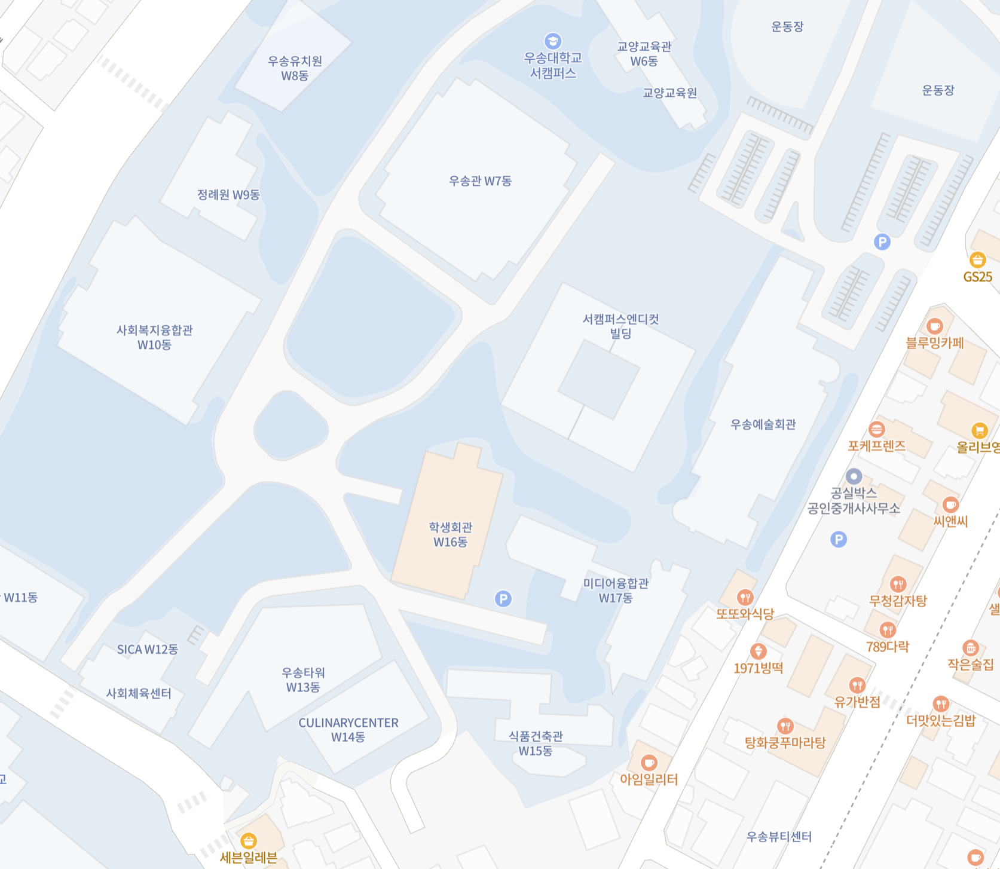 운동장
우송대학교
서캠퍼스
교양교육관
W6동
우송유치원
W8동
교양교육원
운동장
우송관 W7동
정례원 W9동
P
GS25
서캠퍼스엔디컷
빌딩
사회복지융합관
W10동
블루밍카페
우송예술회관
포케프렌즈
올리브영
공실박스
공인중개사사무소
씨앤씨
학생회관
W16동
P
미디어융합관
W17동
P
W11동
무청감자탕
또또와식당
샐
SICA W12동
789다락
작은술집
1971빙떡
우송타워
W13동
사회체육센터
유가반점
CULINARYCENTER
W14동
더맛있는김밥
식품건축관
W15동
탕화쿵푸마라탕
교
아임일리터
우송뷰티센터
세븐일레븐